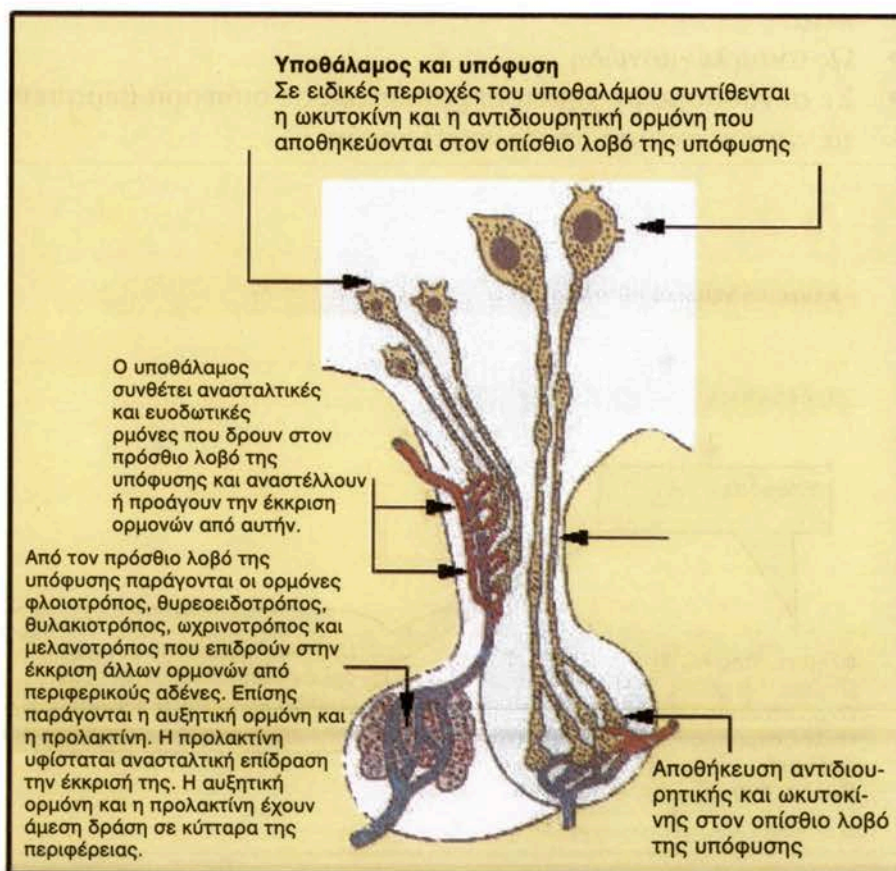 Υποθάλαμος και υπόφυση
Σε ειδικές περιοχές του υποθαλάμου συντίθενται
η ωκυτοκίνη και η αντιδιουρητική ορμόνη που
αποθηκεύονται στον οπίσθιο λοβό της υπόφυσης
Ο υποθάλαμος
συνθέτει ανασταλτικές
και ευοδωτικές
ρμόνες που δρουν στον
πρόσθιο λοβό της
υπόφυσης και αναστέλλουν
ή προάγουν την έκκριση
ορμονών από αυτήν.
Από τον πρόσθιο λοβό της
υπόφυσης παράγονται οι ορμόνες
φλοιοτρόπος, θυρεοειδοτρόπος,
θυλακιοτρόπος, ωχρινοτρόπος και
μελανοτρόπος που επιδρούν στην
έκκριση άλλων ορμονών από
περιφερικούς αδένες. Επίσης
παράγονται η αυξητική ορμόνη και
η προλακτίνη. Η προλακτίνη
υφίσταται ανασταλτική επίδραση
την έκκρισή της. Η αυξητική
ορμόνη και η προλακτίνη έχουν
άμεση δράση σε κύτταρα της
περιφέρειας.
Αποθήκευση αντιδιου-
ρητικής και ωκυτοκί-
νης στον οπίσθιο λοβό
της υπόφυσης